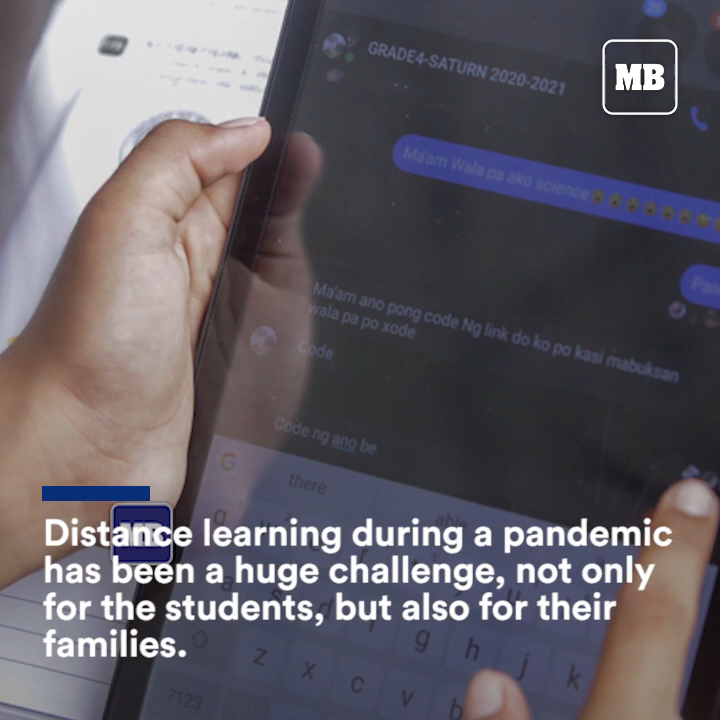 MB
GRADE4-SATURN 2020-2021
Ma'am Wala pa ako science
Ma'am ano pong code Ng link do ko po kasi mabuksan
wala pa po xode
Code
Code ng ano be
there
Distance learning during a pandemic
has been a huge challenge, not only
for the students, but also for their
families.
g h j k
z x c v b
?123